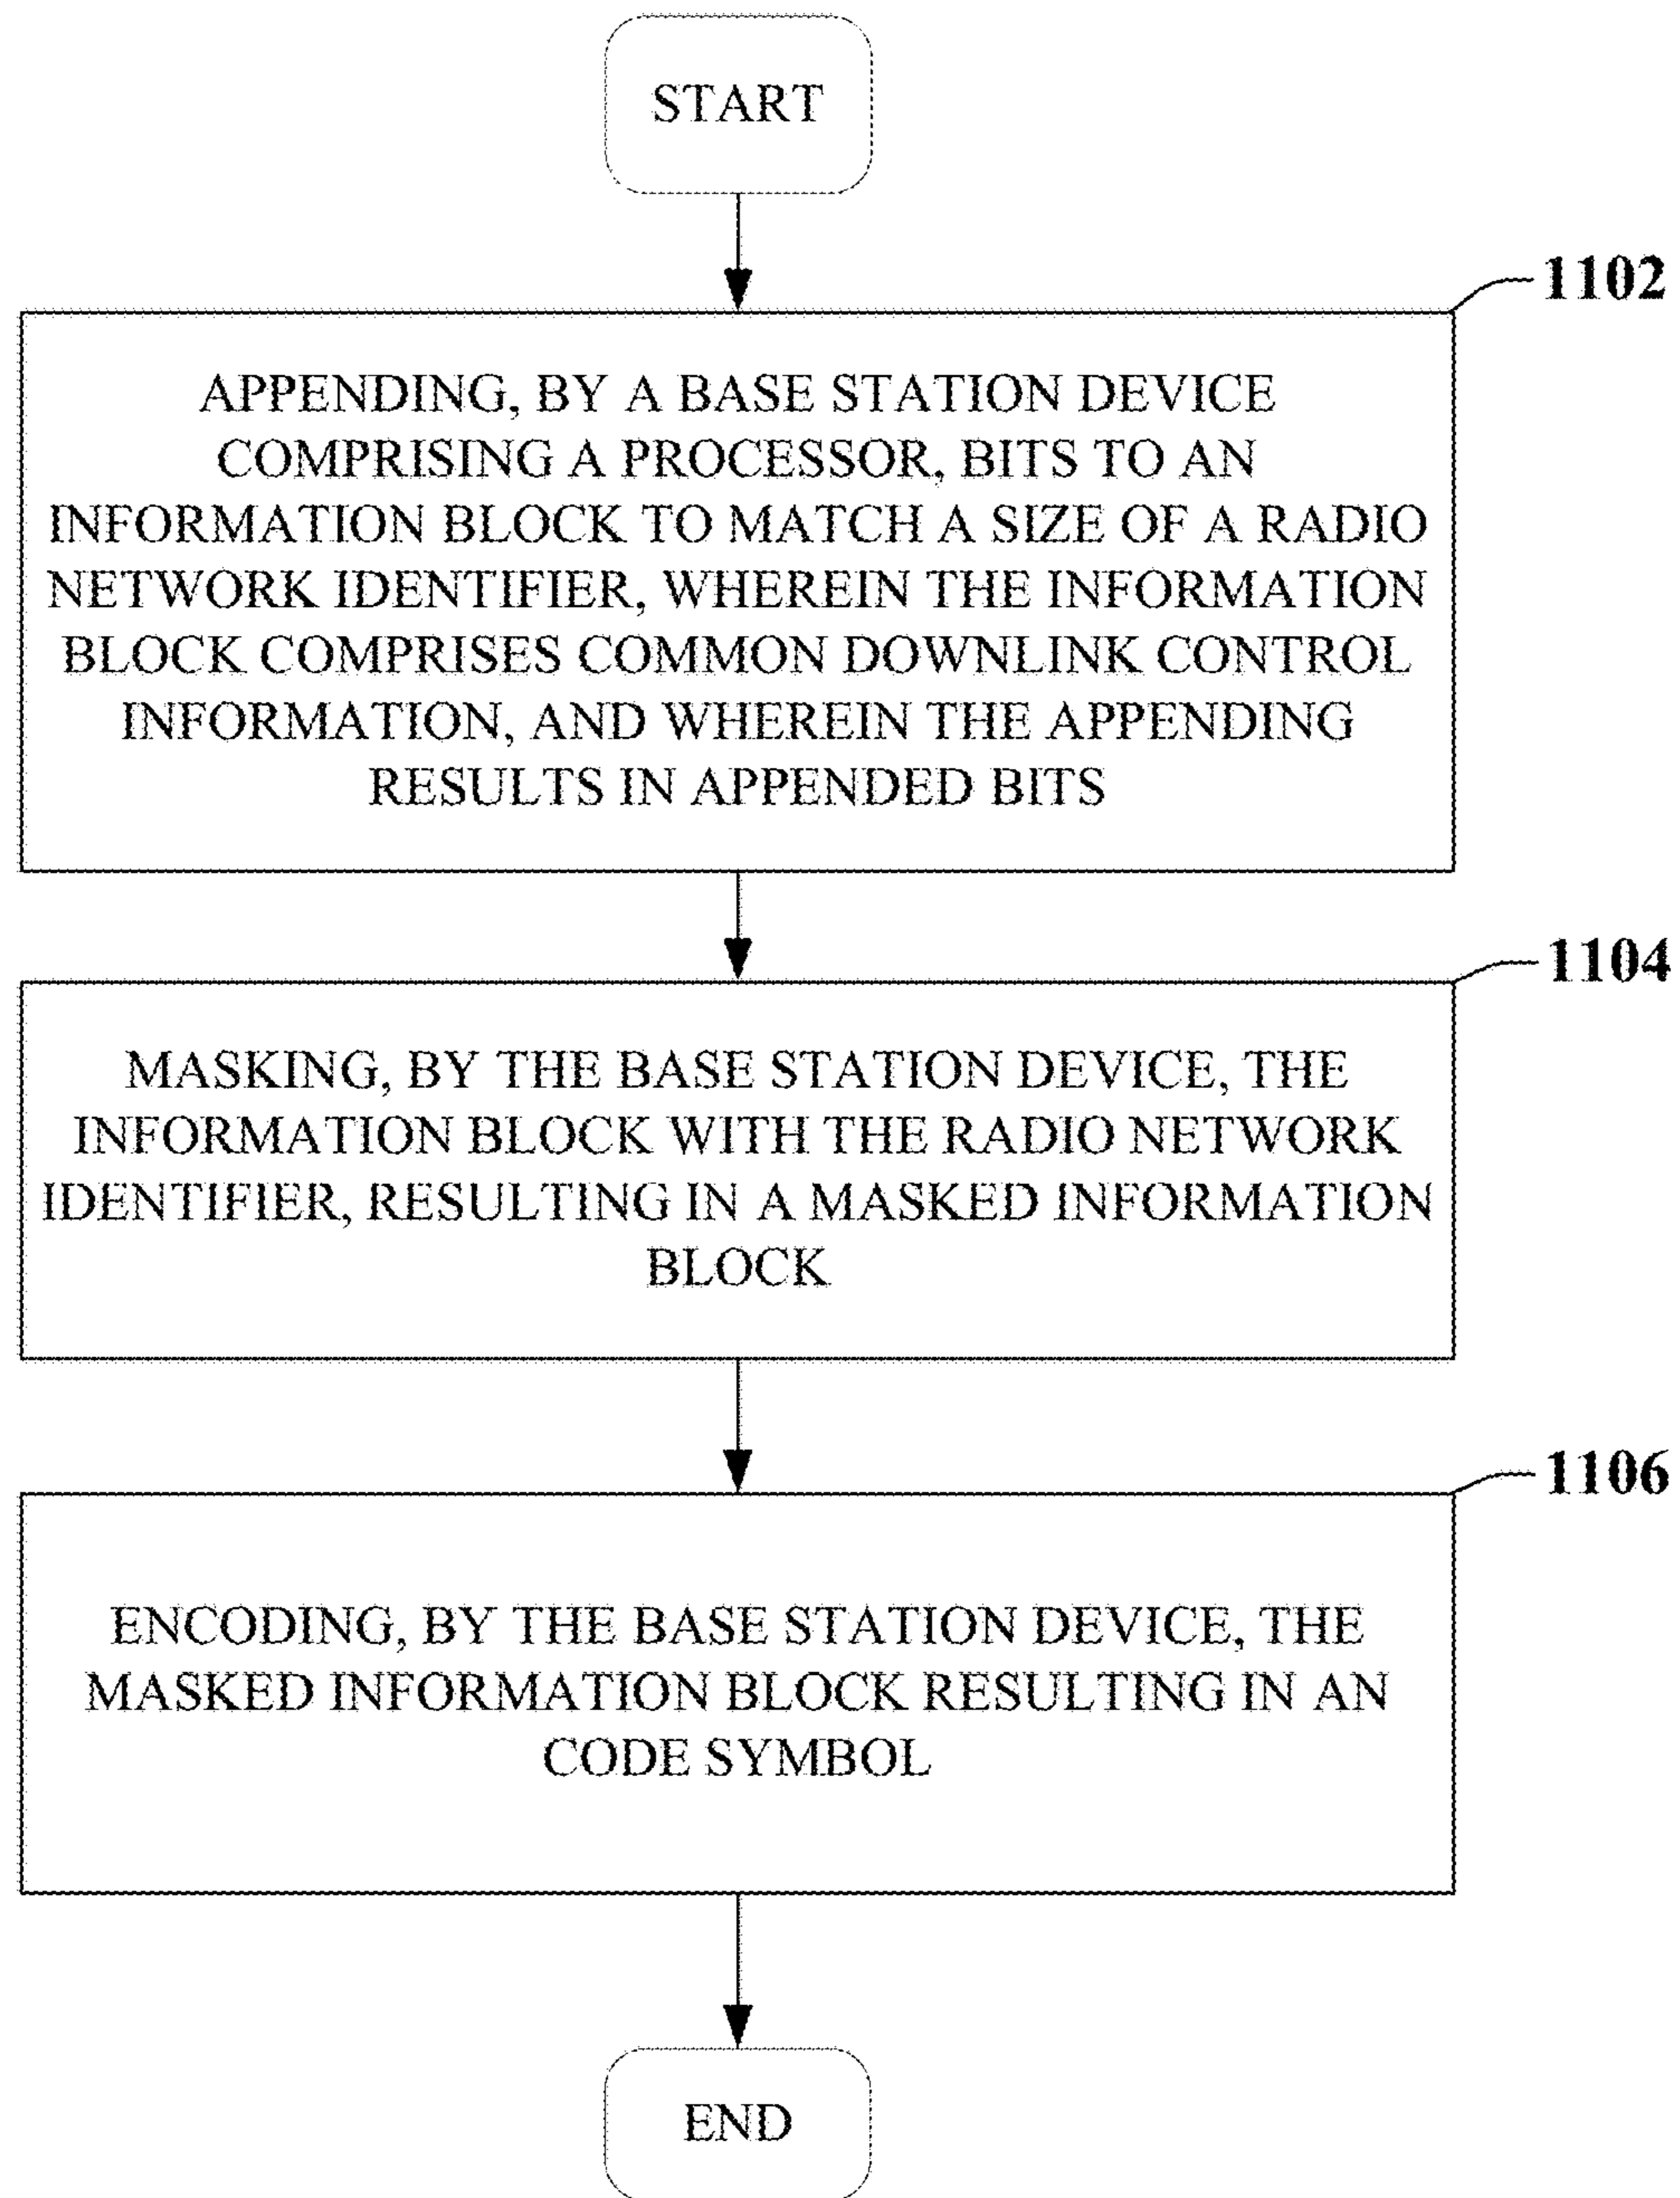 START
1102
APPENDING, BY A BASE STATION DEVICE
COMPRISING A PROCESSOR, BITS TO AN
INFORMATION BLOCK TO MATCH A SIZE OF A RADIO
NETWORK IDENTIFIER, WHEREIN THE INFORMATION
BLOCK COMPRISES COMMON DOWNLINK CONTROL
INFORMATION, AND WHEREIN THE APPENDING
RESULTS IN APPENDED BITS
1104
MASKING, BY THE BASE STATION DEVICE, THE
INFORMATION BLOCK WITH THE RADIO NETWORK
IDENTIFIER, RESULTING IN A MASKED INFORMATION
BLOCK
1106
ENCODING, BY THE BASE STATION DEVICE, THE
MASKED INFORMATION BLOCK RESULTING IN AN
CODE SYMBOL
END